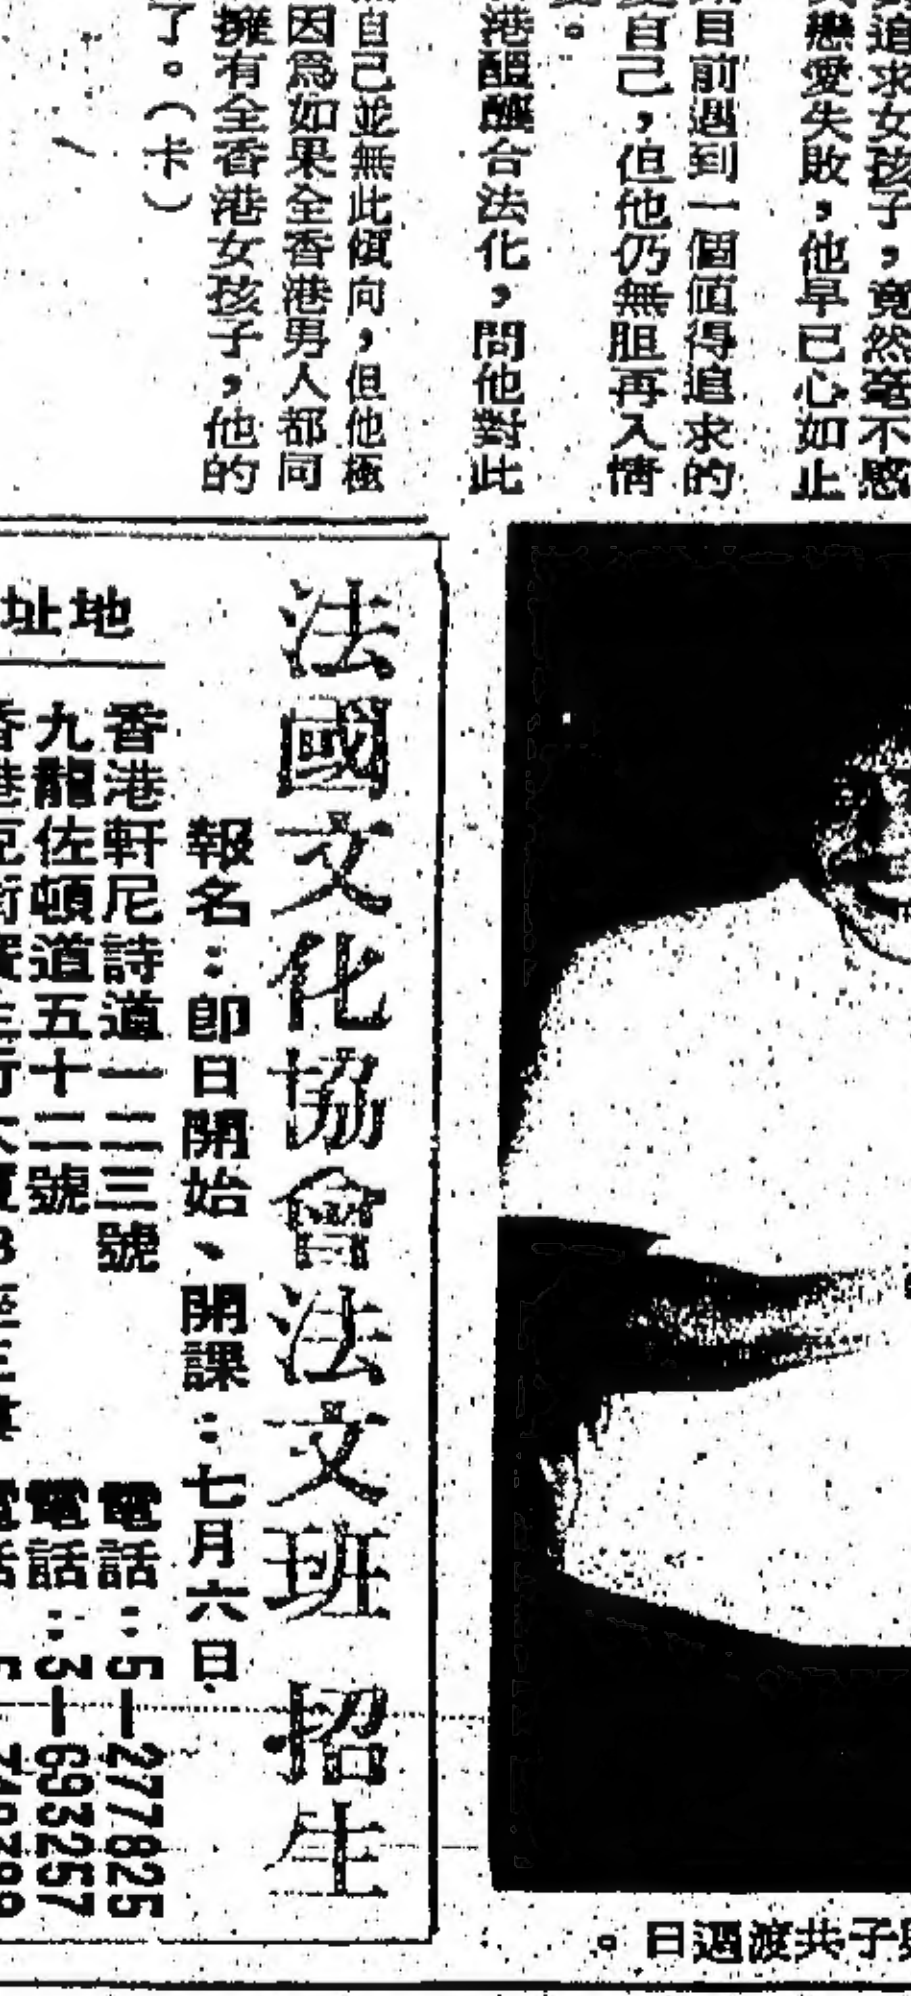 追求女孩子，竟然毫不感
戀愛失敗，他早已心如止
目前遇到一個值得追求的
自己，但他仍無胆再入情
。
港醞釀合法化，問他對此
自己並無此傾向，但他極
因爲如果全香港男人都同
擁有全香港女孩子，他的
了。（卡）
子共渡週日。
法國文化協會法文班 招生
報名：即日開始、開課：七月六日
地址
香港軒尼詩道一二三號 電話：5—277825
九龍佐頓道五十二號 電話：3—693257